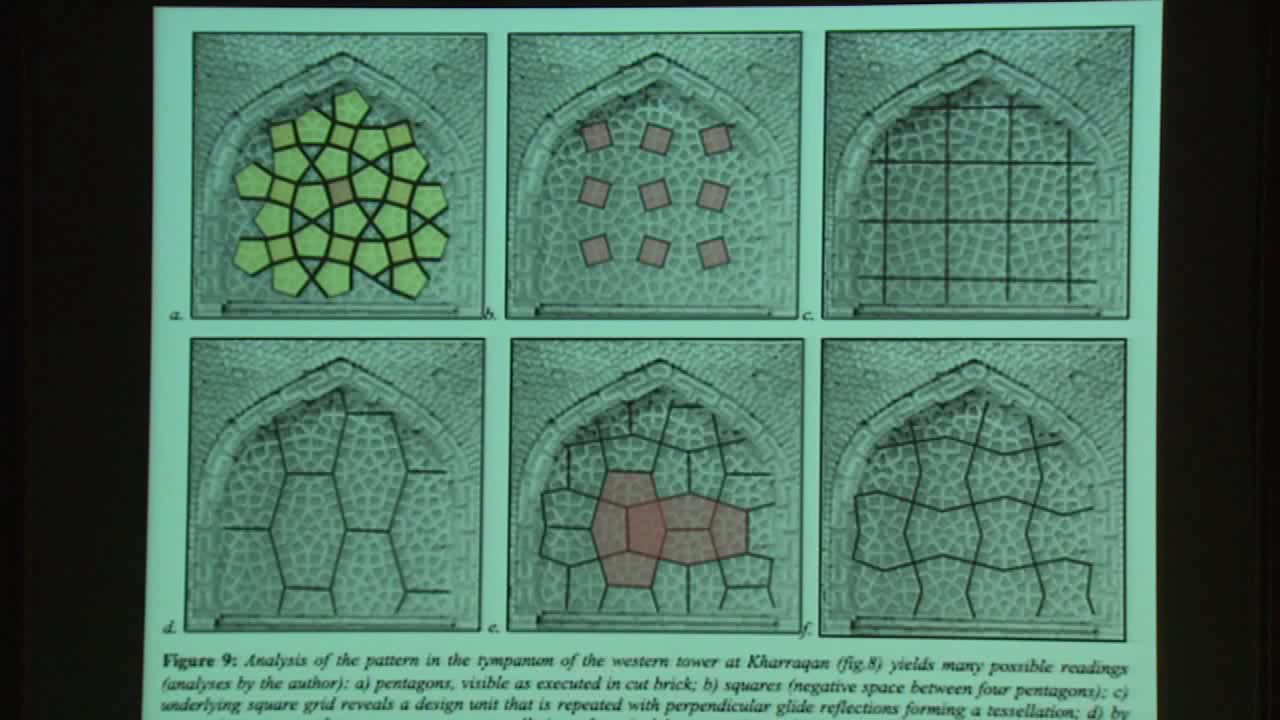 a.
b.
c.
d.
e.
f.
Figure 9: Analysis of the pattern in the tympanum of the western tower at Kharraqan (fig.8) yields many possible readings
(analyses by the author): a) pentagons, visible as executed in cut brick; b) squares (negative space between four pentagons); c)
underlying square grid reveals a design unit that is repeated with perpendicular glide reflections forming a tessellation; d) by